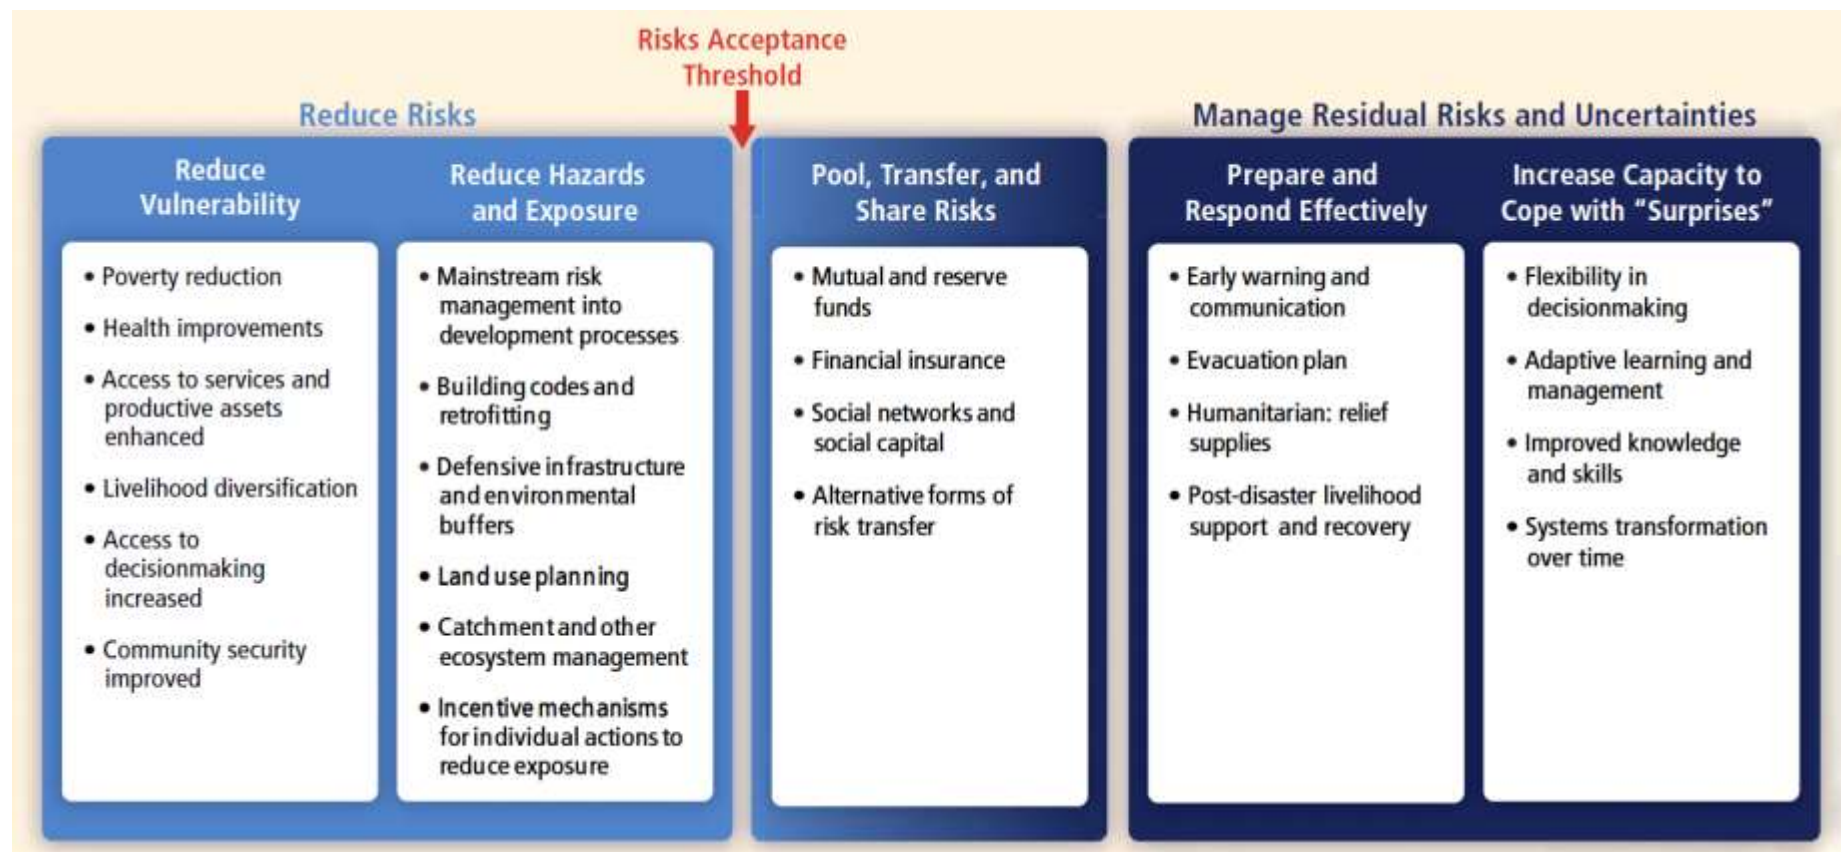 Risks Acceptance
Threshold
Reduce Risks
Manage Residual Risks and Uncertainties
Reduce
Vulnerability
• Poverty reduction
• Health improvements
• Access to services and
productive assets
enhanced
• Livelihood diversification
• Access to
decisionmaking
increased
• Community security
improved
Reduce Hazards
and Exposure
• Mainstream risk
management into
development processes
• Building codes and
retrofitting
• Defensive infrastructure
and environmental
buffers
• Land use planning
• Catchment and other
ecosystem management
• Incentive mechanisms
for individual actions to
reduce exposure
Pool, Transfer, and
Share Risks
• Mutual and reserve
funds
• Financial insurance
• Social networks and
social capital
• Alternative forms of
risk transfer
Prepare and
Respond Effectively
• Early warning and
communication
• Evacuation plan
• Humanitarian: relief
supplies
• Post-disaster livelihood
support and recovery
Increase Capacity to
Cope with “Surprises”
• Flexibility in
decisionmaking
• Adaptive learning and
management
• Improved knowledge
and skills
• Systems transformation
over time